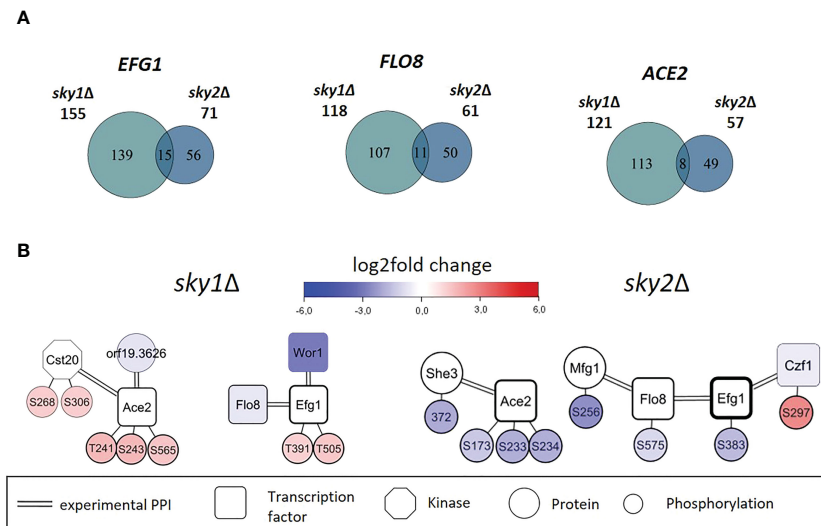 A
EFG1
sky1Δ
155
sky2Δ
71
139
15
56
FLO8
sky1Δ
118
sky2Δ
61
107
11
50
ACE2
sky1Δ
121
sky2Δ
57
113
8
49
B
sky1Δ
log2fold change
-6,0
-3,0
0,0
3,0
6,0
sky2Δ
Cst20
orf19.3626
S268
S306
Ace2
T241
S243
S565
Wor1
Flo8
Efg1
T391
T505
She3
372
Ace2
S173
S233
S234
Mfg1
S256
Flo8
S575
Efg1
S383
Czf1
S297
experimental PPI
Transcription
factor
Kinase
Protein
Phosphorylation